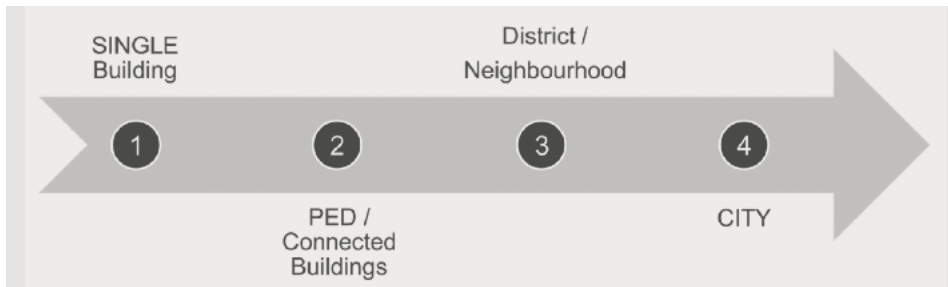 SINGLE
Building
1
PED /
Connected
Buildings
2
District /
Neighbourhood
3
CITY
4